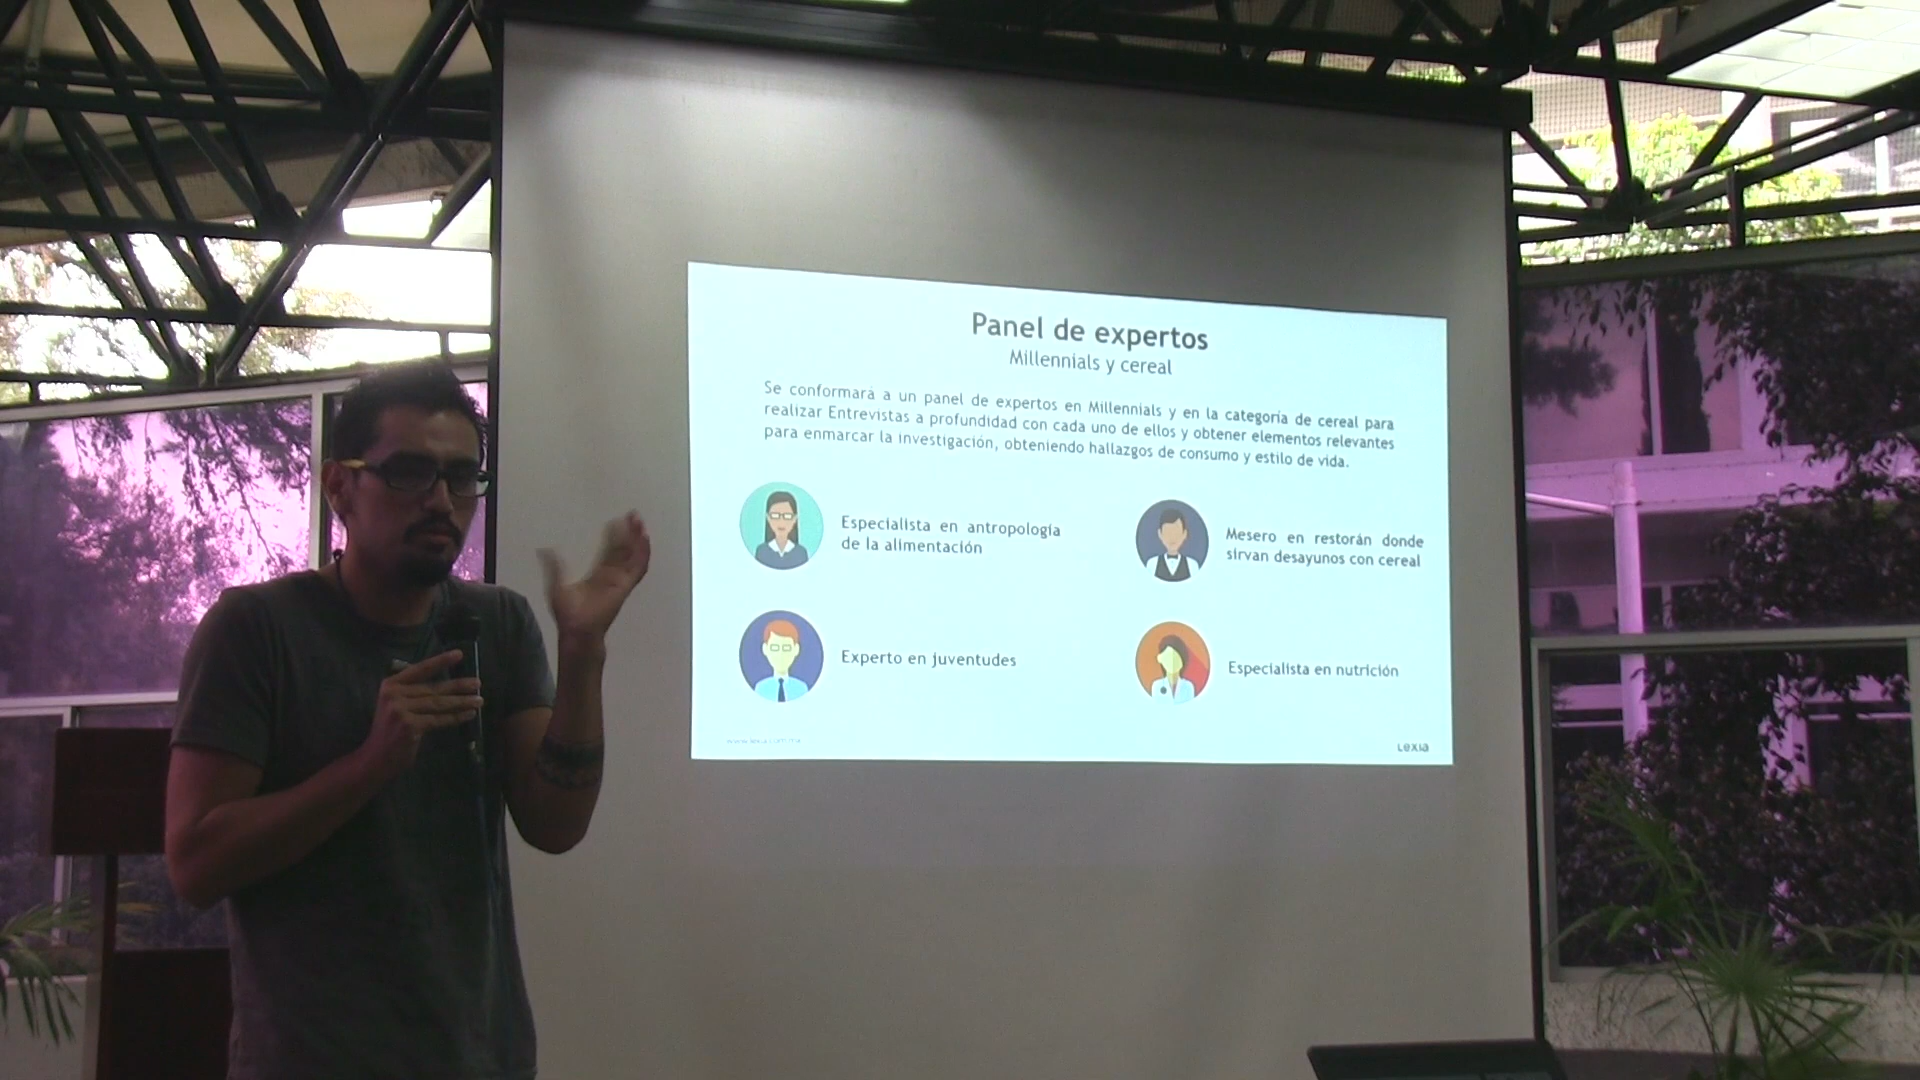 Panel de expertos
Millennials y cereal
Se conformará a un panel de expertos en Millennials y en la categoría de cereal para
realizar Entrevistas a profundidad con cada uno de ellos y obtener elementos relevantes
para enmarcar la investigación, obteniendo hallazgos de consumo y estilo de vida.
Especialista en antropología
de la alimentación
Mesero en restorán donde
sirvan desayunos con cereal
Experto en juventudes
Especialista en nutrición
Lexia